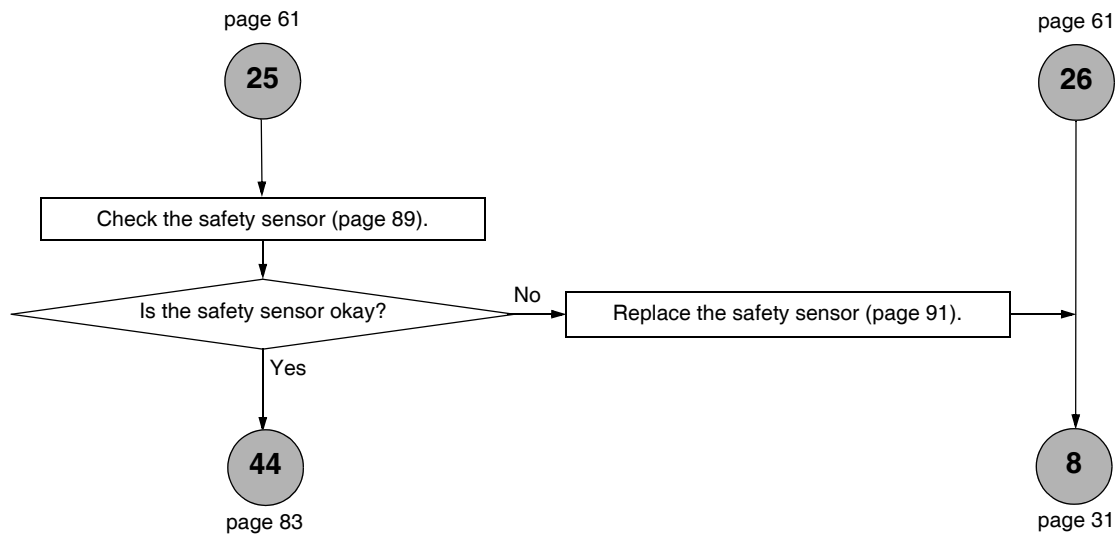 page 61
25
page 61
26
Check the safety sensor (page 89).
Is the safety sensor okay?
No
Replace the safety sensor (page 91).
Yes
44
page 83
8
page 31